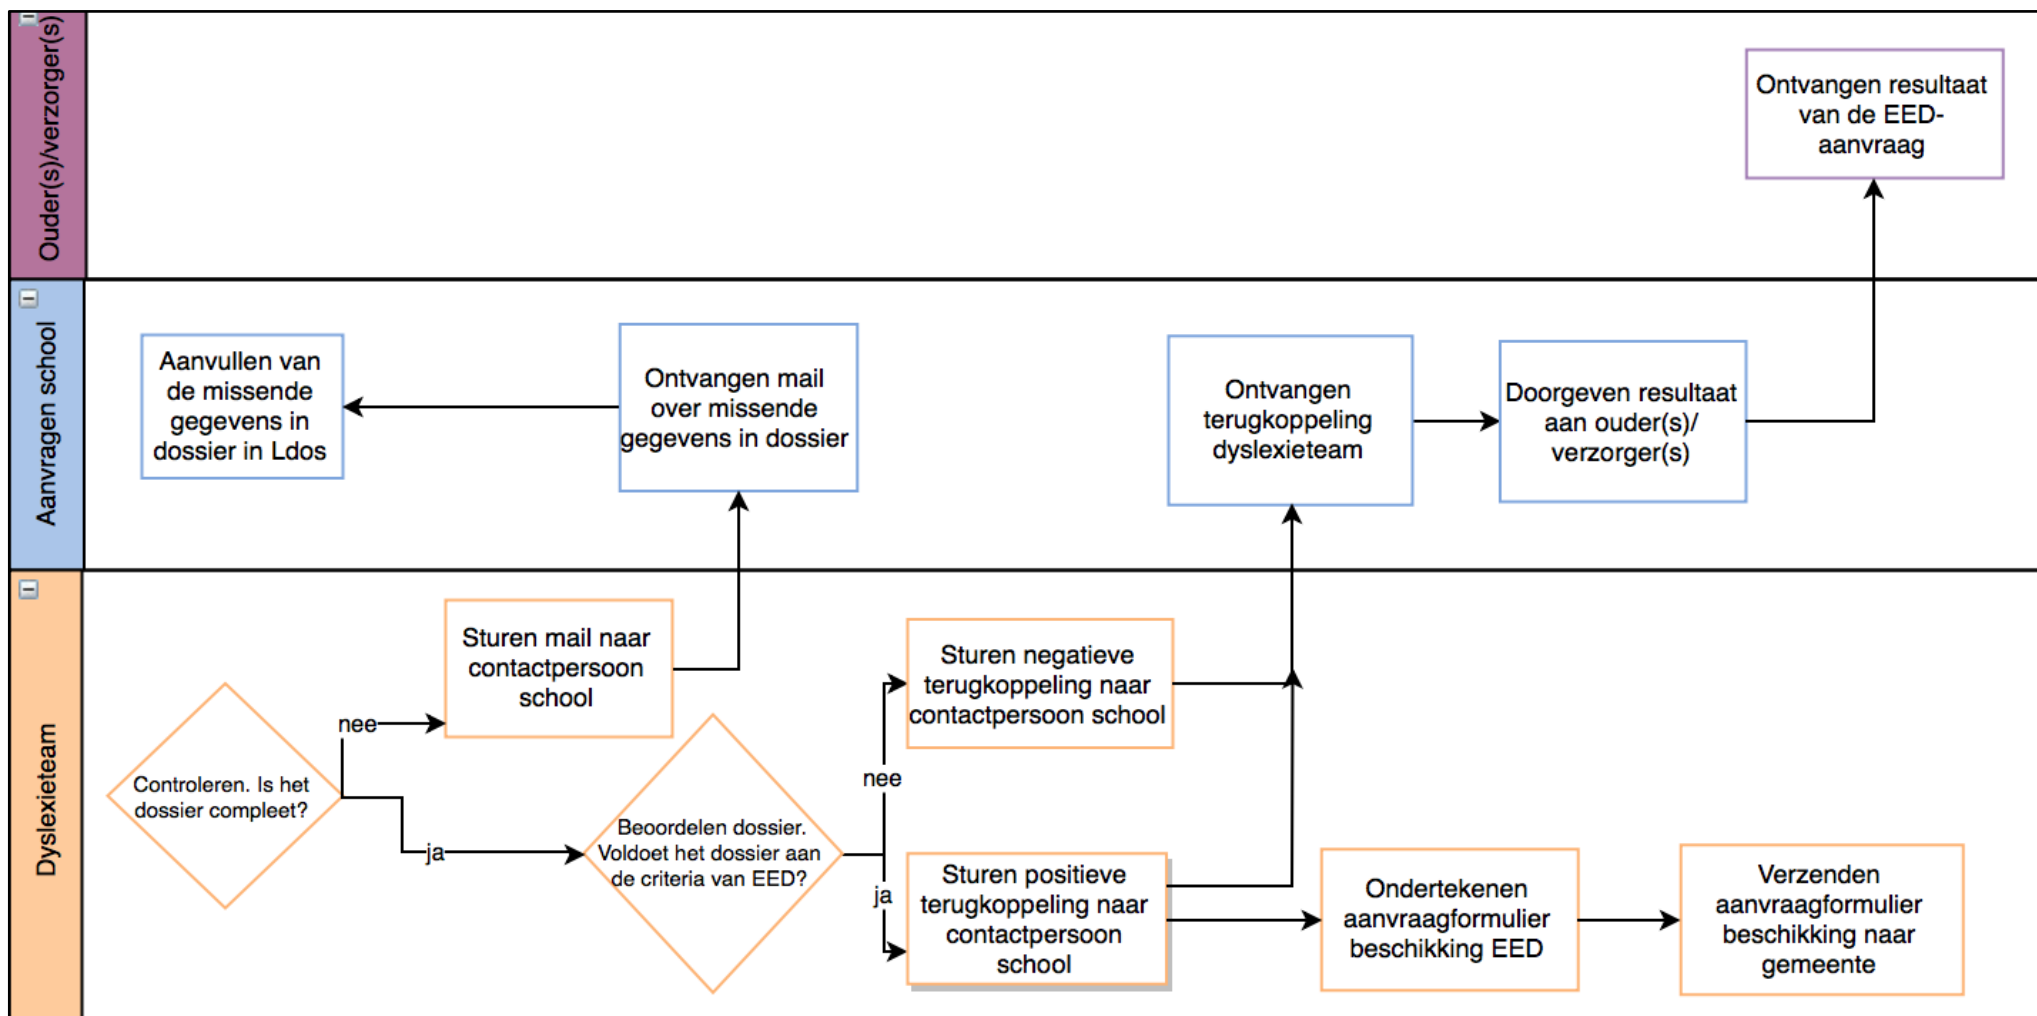 Ouder(s)/verzorger(s)
Ontvangen resultaat
van de EED-
aanvraag
Aanvragen school
Aanvullen van
de missende
gegevens in
dossier in Ldos
Ontvangen mail
over missende
gegevens in dossier
Ontvangen
terugkoppeling
dyslexieteam
Doorgeven resultaat
aan ouder(s)/
verzorger(s)
Dyslexieteam
Controleren. Is het
dossier compleet?
nee
ja
Sturen mail naar
contactpersoon
school
Beoordelen dossier.
Voldoet het dossier aan
de criteria van EED?
nee
ja
Sturen negatieve
terugkoppeling naar
contactpersoon school
Sturen positieve
terugkoppeling naar
contactpersoon
school
Ondertekenen
aanvraagformulier
beschikking EED
Verzenden
aanvraagformulier
beschikking naar
gemeente